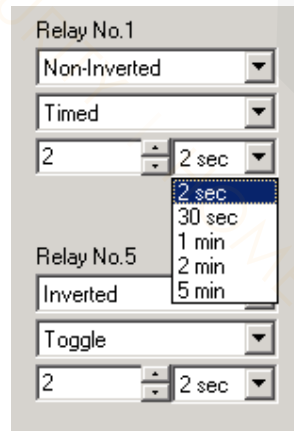 Relay No.1
Non-Inverted
Timed
2 2 sec
2 sec
30 sec
1 min
2 min
5 min
Relay No.5
Inverted
Toggle
2 2 sec